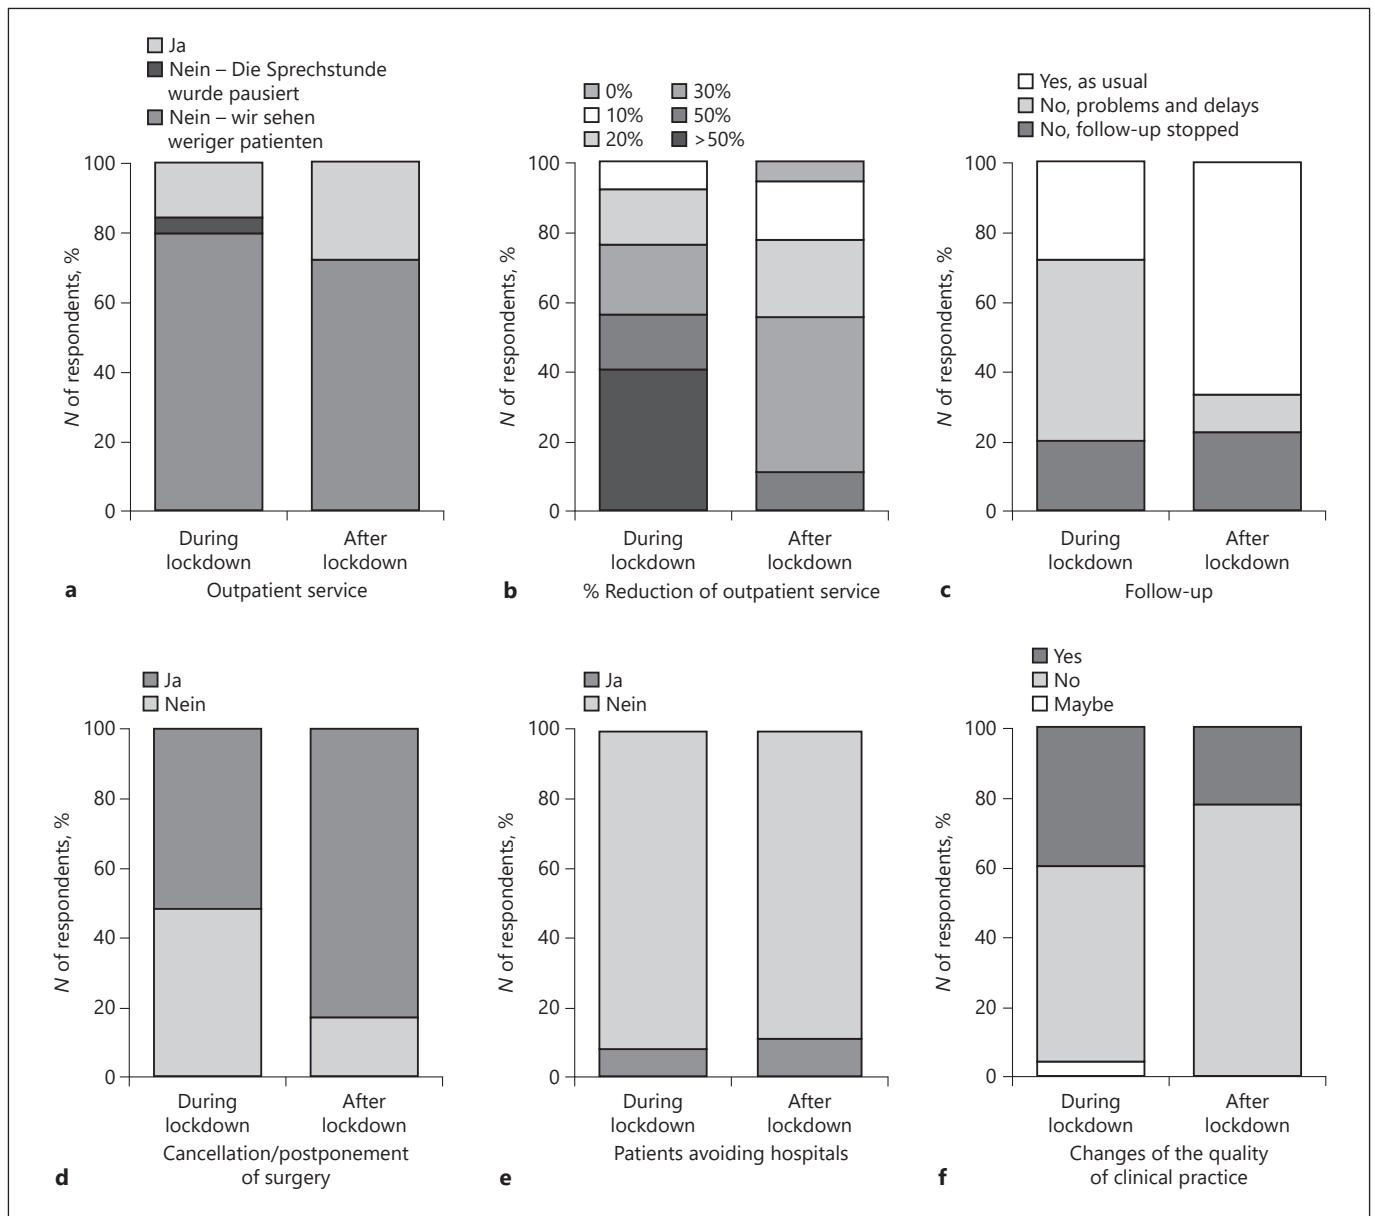 Ja
Nein – Die Sprechstunde
wurde pausiert
Nein – wir sehen
weriger patienten
100
80
60
40
20
0
N of respondents, %
During
lockdown
After
lockdown
a
Outpatient service
0%
10%
20%
30%
50%
>50%
100
80
60
40
20
0
N of respondents, %
During
lockdown
After
lockdown
b
% Reduction of outpatient service
Yes, as usual
No, problems and delays
No, follow-up stopped
100
80
60
40
20
0
N of respondents, %
During
lockdown
After
lockdown
c
Follow-up
Ja
Nein
100
80
60
40
20
0
N of respondents, %
During
lockdown
After
lockdown
Cancellation/postponement
of surgery
d
Ja
Nein
100
80
60
40
20
0
N of respondents, %
During
lockdown
After
lockdown
Patients avoiding hospitals
e
Yes
No
Maybe
100
80
60
40
20
0
N of respondents, %
During
lockdown
After
lockdown
Changes of the quality
of clinical practice
f